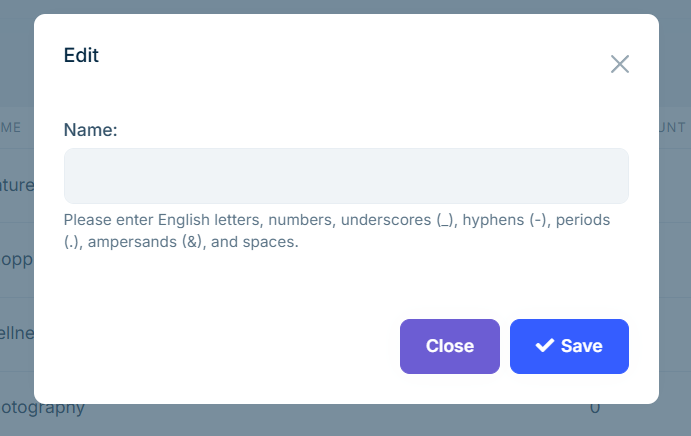 Edit
ME
UNT
Name:
ature
Please enter English letters, numbers, underscores (_), hyphens (-), periods
(.), ampersands (&), and spaces.
opp
ellne
Close
Save
otography
0